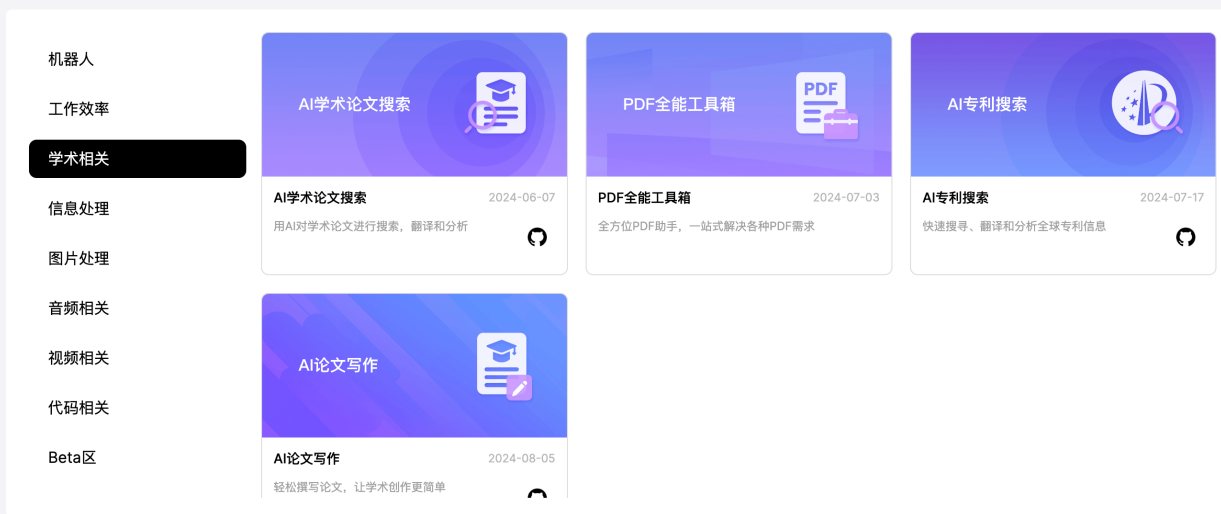 机器人
工作效率
学术相关
信息处理
图片处理
音频相关
视频相关
代码相关
Beta区
AI学术论文搜索
AI学术论文搜索 2024-06-07
用AI对学术论文进行搜索，翻译和分析
PDF全能工具箱
PDF
PDF全能工具箱 2024-07-03
全方位PDF助手，一站式解决各种PDF需求
AI专利搜索
AI专利搜索 2024-07-17
快速搜寻、翻译和分析全球专利信息
AI论文写作
AI论文写作 2024-08-05
轻松撰写论文，让学术创作更简单